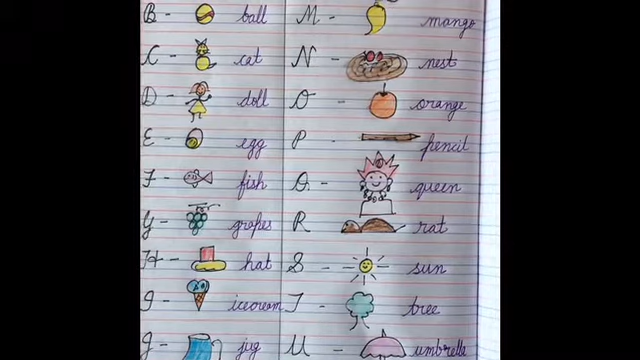 B - ball
C - cat
D - doll
E - egg
F - fish
G - grapes
H - hat
I - icecream
J - jug
M - mango
N - nest
O - orange
P - pencil
Q - queen
R rat
S - sun
T - tree
U - umbrella